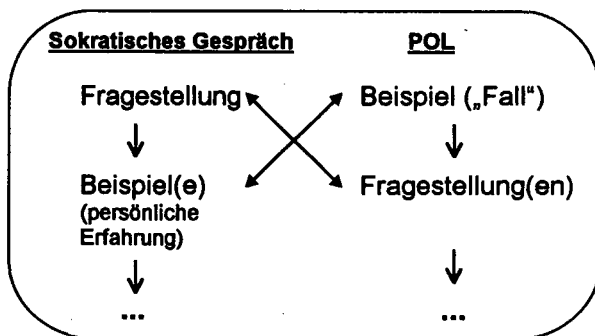 Sokratisches Gespräch
POL
Fragestellung
Beispiel („Fall“)
Beispiel(e)
(persönliche
Erfahrung)
Fragestellung(en)
...
...